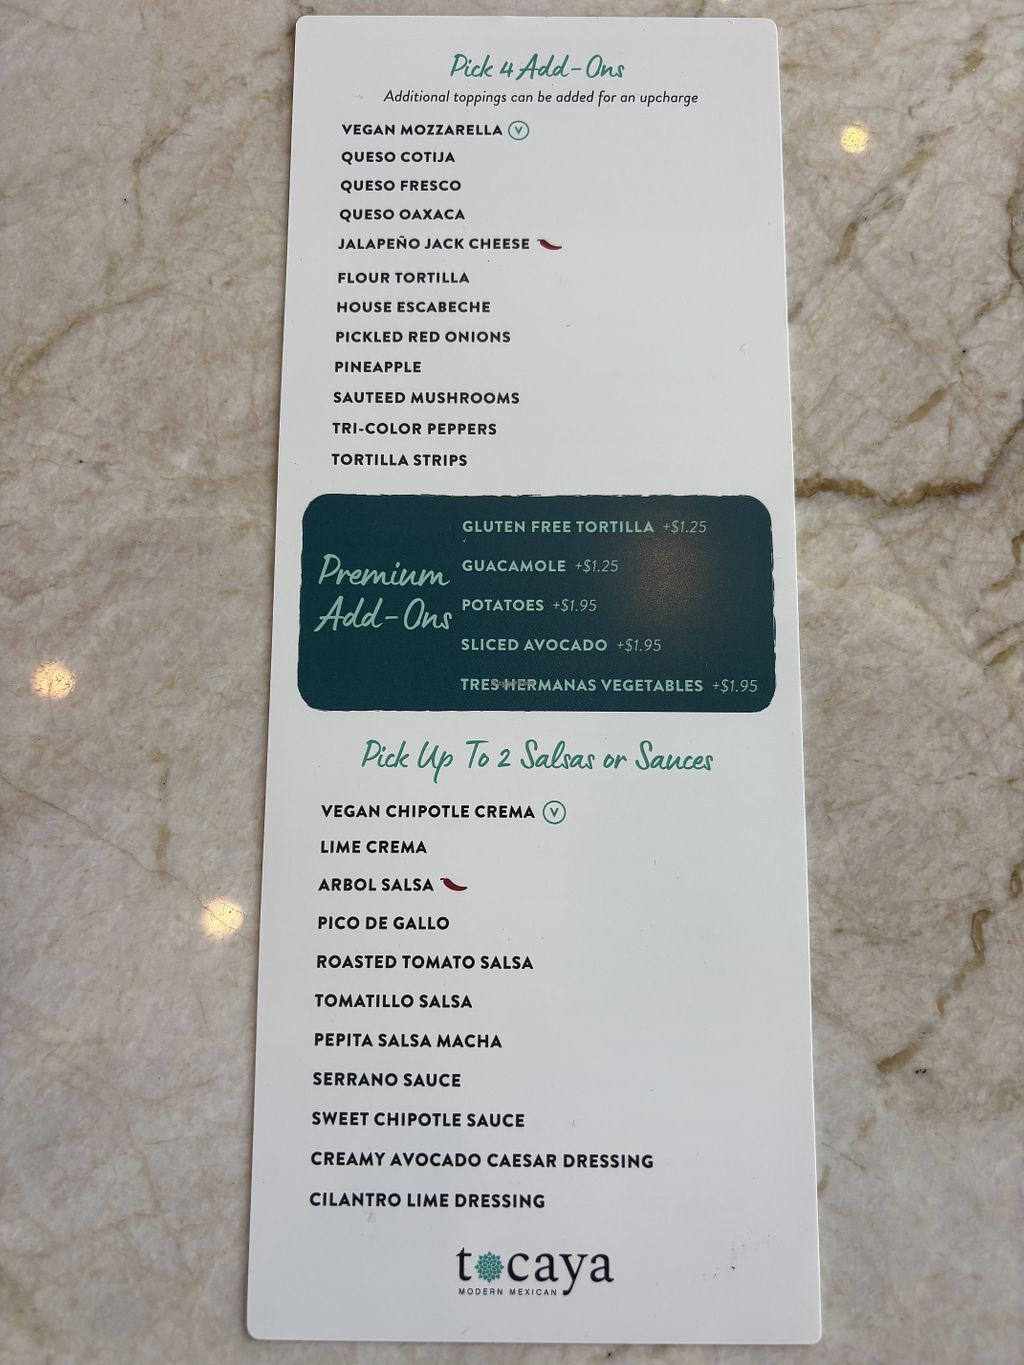 Pick 4 Add-Ons
Additional toppings can be added for an upcharge
VEGAN MOZZARELLA V
QUESO COTIJA
QUESO FRESCO
QUESO OAXACA
JALAPEÑO JACK CHEESE
FLOUR TORTILLA
HOUSE ESCABECHE
PICKLED RED ONIONS
PINEAPPLE
SAUTEED MUSHROOMS
TRI-COLOR PEPPERS
TORTILLA STRIPS
Premium
Add-Ons
GLUTEN FREE TORTILLA +$1.25
GUACAMOLE +$1.25
POTATOES +$1.95
SLICED AVOCADO +$1.95
TRES HERMANAS VEGETABLES +$1.95
Pick Up To 2 Salsas or Sauces
VEGAN CHIPOTLE CREMA V
LIME CREMA
ARBOL SALSA
PICO DE GALLO
ROASTED TOMATO SALSA
TOMATILLO SALSA
PEPITA SALSA MACHA
SERRANO SAUCE
SWEET CHIPOTLE SAUCE
CREAMY AVOCADO CAESAR DRESSING
CILANTRO LIME DRESSING
tocaya
MODERN MEXICAN